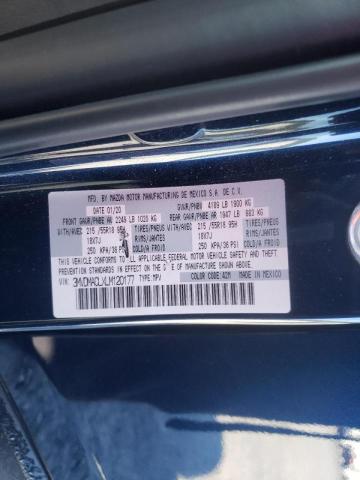 MFD. BY MAZDA MOTOR MANUFACTURING DE MEXICO S.A. DE C.V.
DATE 01/20 GVWR/PNBV 4189 LB 1900 KG
FRONT GAWR/PNBE AV 2249 LB 1020 KG REAR GAWR/PNBE AR 1947 LB 883 KG
WITH/AVEC 215 /55R18 95H TIRES/PNEUS WITH/AVEC 215 /55R18 95H TIRES/PNEUS
18X7J RIMS/JANTES 18X7J RIMS/JANTES
250 KPA/36 PSI COLD/A FROID 250 KPA/36 PSI COLD/A FROID
THIS VEHICLE CONFORMS TO ALL APPLICABLE FEDERAL MOTOR VEHICLE SAFETY AND
BUMPER STANDARDS IN EFFECT ON THE DATE OF MANUFACTURE SHOWN ABOVE.
VIN: TYPE MPV COLOR CODE: 42M MADE IN MEXICO